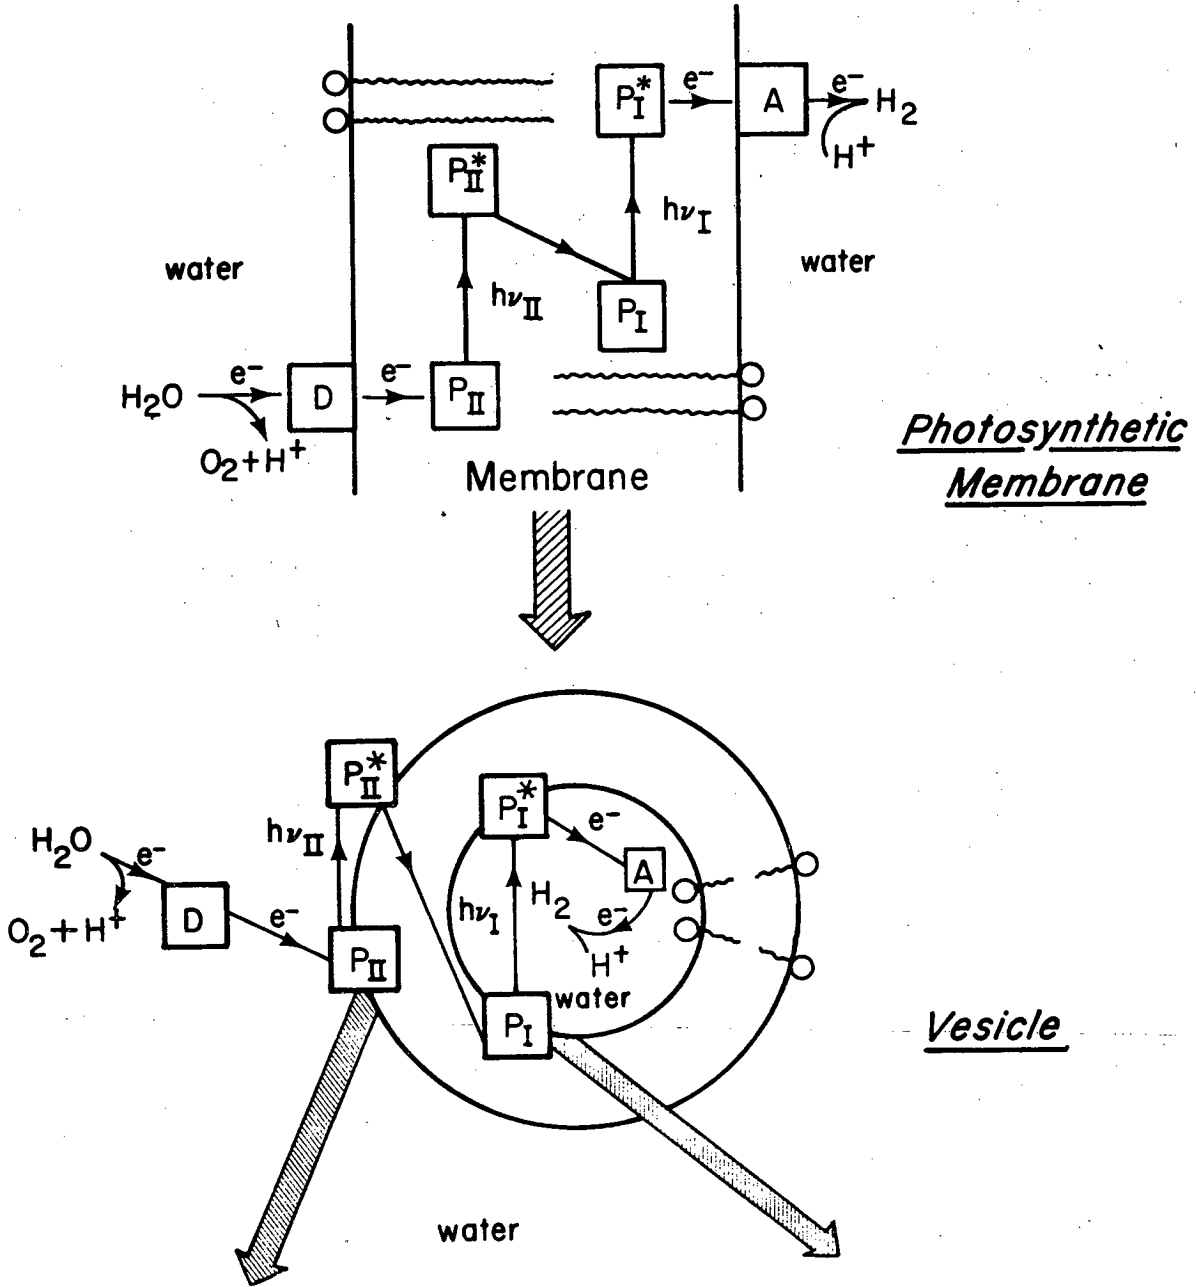 P*I
e-
A
e-
H2
H+
P*II
hνI
water
water
hνII
PI
H2O
e-
D
e-
PII
O2+H+
Photosynthetic
Membrane
Membrane
P*II
P*I
e-
hνII
H2O
e-
A
D
e-
hνI
H2
e-
O2+H+
H+
PII
water
PI
Vesicle
water